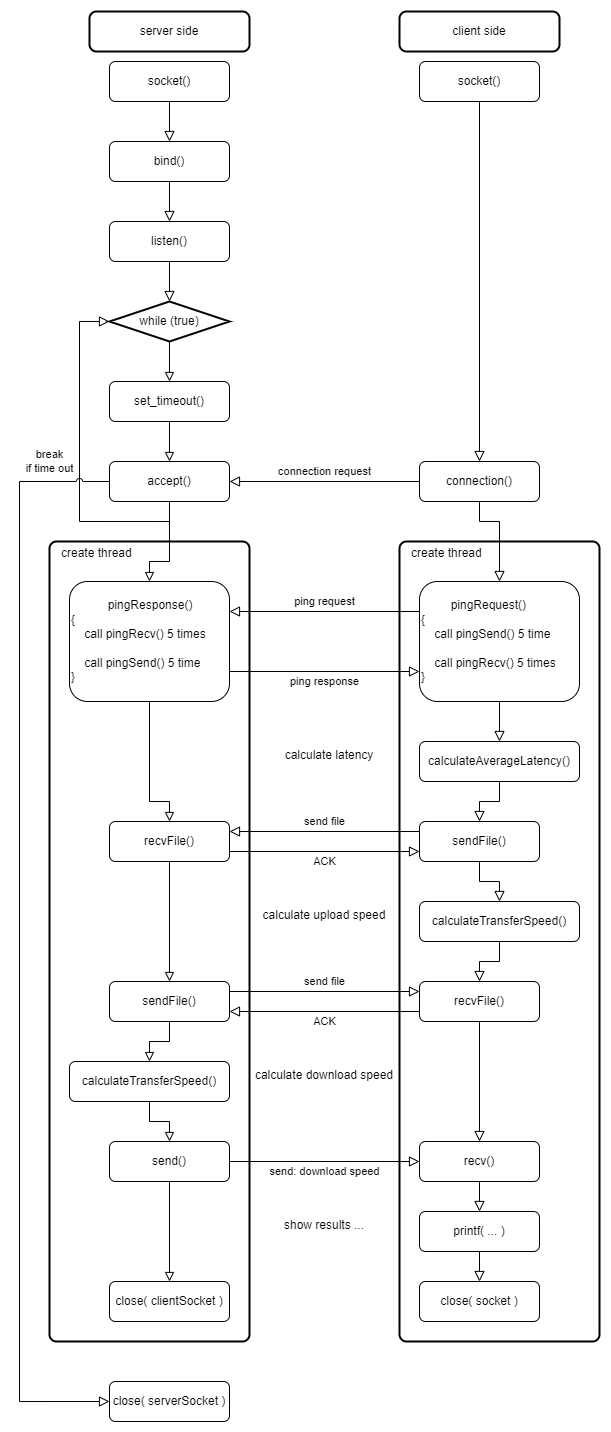 server side
client side
socket()
socket()
bind()
listen()
while (true)
set_timeout()
break
if time out
accept()
connection request
connection()
create thread
create thread
pingResponse()
{
call pingRecv() 5 times
call pingSend() 5 time
}
ping request
ping response
pingRequest()
{
call pingSend() 5 time
call pingRecv() 5 times
}
calculate latency
calculateAverageLatency()
recvFile()
send file
ACK
sendFile()
calculate upload speed
calculateTransferSpeed()
sendFile()
send file
ACK
recvFile()
calculateTransferSpeed()
calculate download speed
send()
send: download speed
recv()
show results ...
printf( ... )
close( clientSocket )
close( socket )
close( serverSocket )